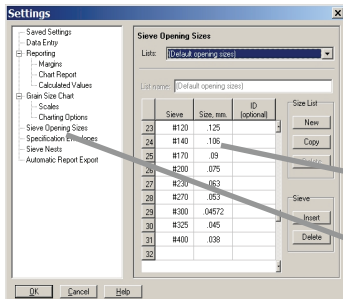 Settings
Saved Settings
Data Entry
Reporting
Margins
Chart Report
Calculated Values
Grain Size Chart
Scales
Charting Options
Sieve Opening Sizes
Specification Envelopes
Sieve Nests
Automatic Report Export
Sieve Opening Sizes
Lists: (Default opening sizes)
List name: (Default opening sizes)
Sieve Size, mm. ID (optional)
23 #120 .125
24 #140 .106
25 #170 .09
26 #200 .075
27 #230 .063
28 #270 .053
29 #300 .04572
30 #325 .045
31 #400 .038
32
Size List
New
Copy
Sieve
Insert
Delete
OK Cancel Help